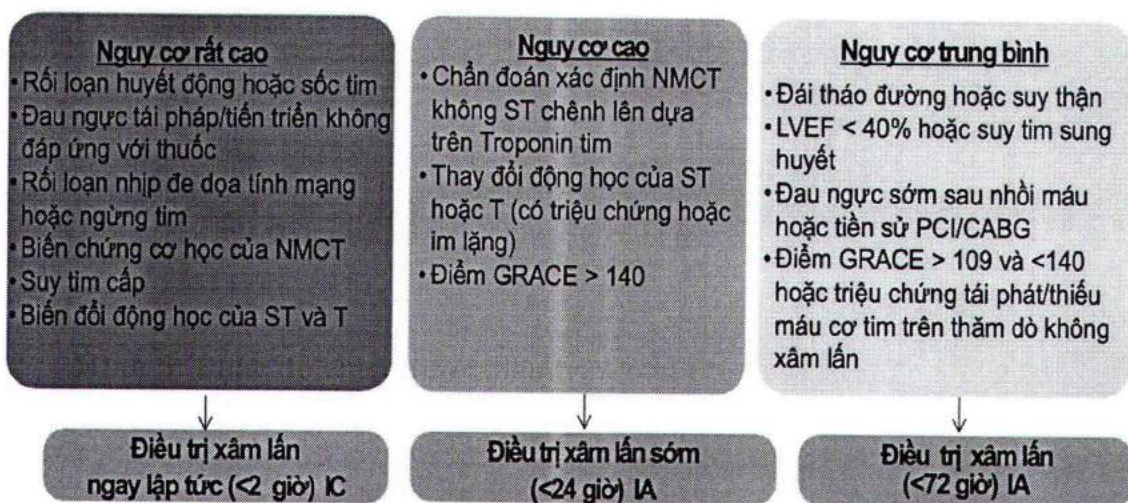 Nguy cơ rất cao
• Rối loạn huyết động hoặc sốc tim
• Đau ngực tái pháp/tiến triển không
đáp ứng với thuốc
• Rối loạn nhịp đe dọa tính mạng
hoặc ngừng tim
• Biến chứng cơ học của NMCT
• Suy tim cấp
• Biến đổi động học của ST và T
Điều trị xâm lấn
ngay lập tức (<2 giờ) IC
Nguy cơ cao
• Chẩn đoán xác định NMCT
không ST chênh lên dựa
trên Troponin tim
• Thay đổi động học của ST
hoặc T (có triệu chứng hoặc
im lặng)
• Điểm GRACE > 140
Điều trị xâm lấn sớm
(<24 giờ) IA
Nguy cơ trung bình
• Đái tháo đường hoặc suy thận
• LVEF < 40% hoặc suy tim sung
huyết
• Đau ngực sớm sau nhồi máu
hoặc tiền sử PCI/CABG
• Điểm GRACE > 109 và <140
hoặc triệu chứng tái phát/thiếu
máu cơ tim trên thăm dò không
xâm lấn
Điều trị xâm lấn
(<72 giờ) IA